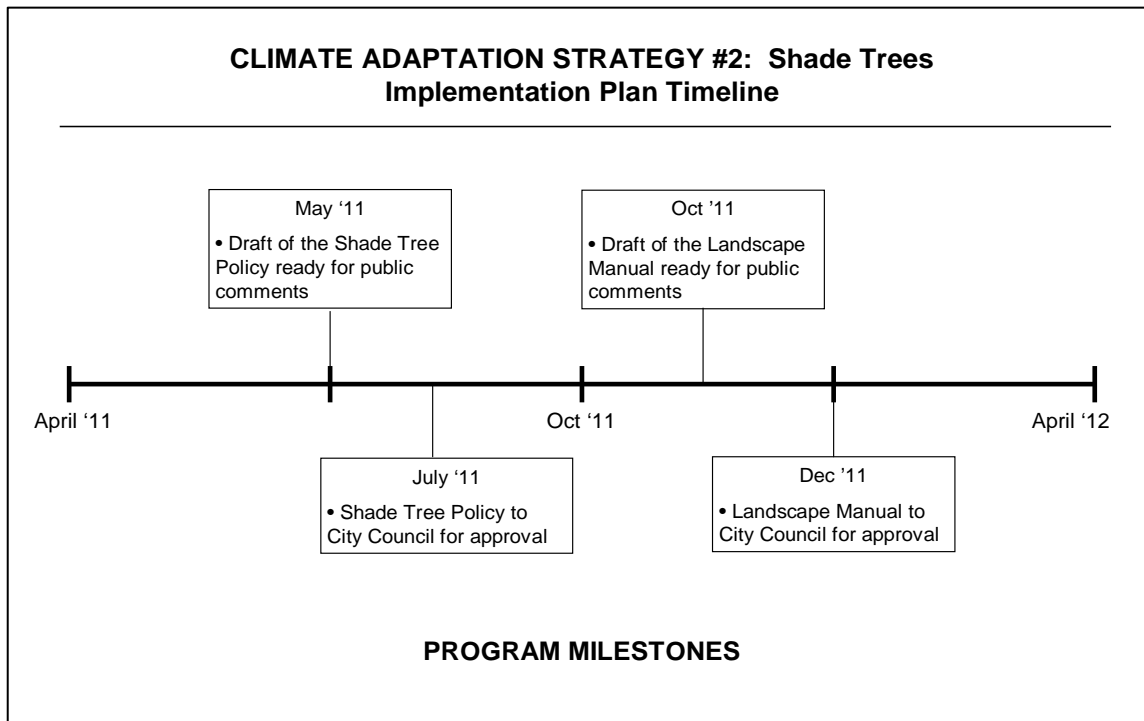 CLIMATE ADAPTATION STRATEGY #2:  Shade Trees
Implementation Plan Timeline
May ’11
• Draft of the Shade Tree
Policy ready for public
comments
Oct ’11
• Draft of the Landscape
Manual ready for public
comments
April ‘11
Oct ‘11
April ‘12
July ‘11
• Shade Tree Policy to
City Council for approval
Dec ’11
• Landscape Manual to
City Council for approval
PROGRAM MILESTONES